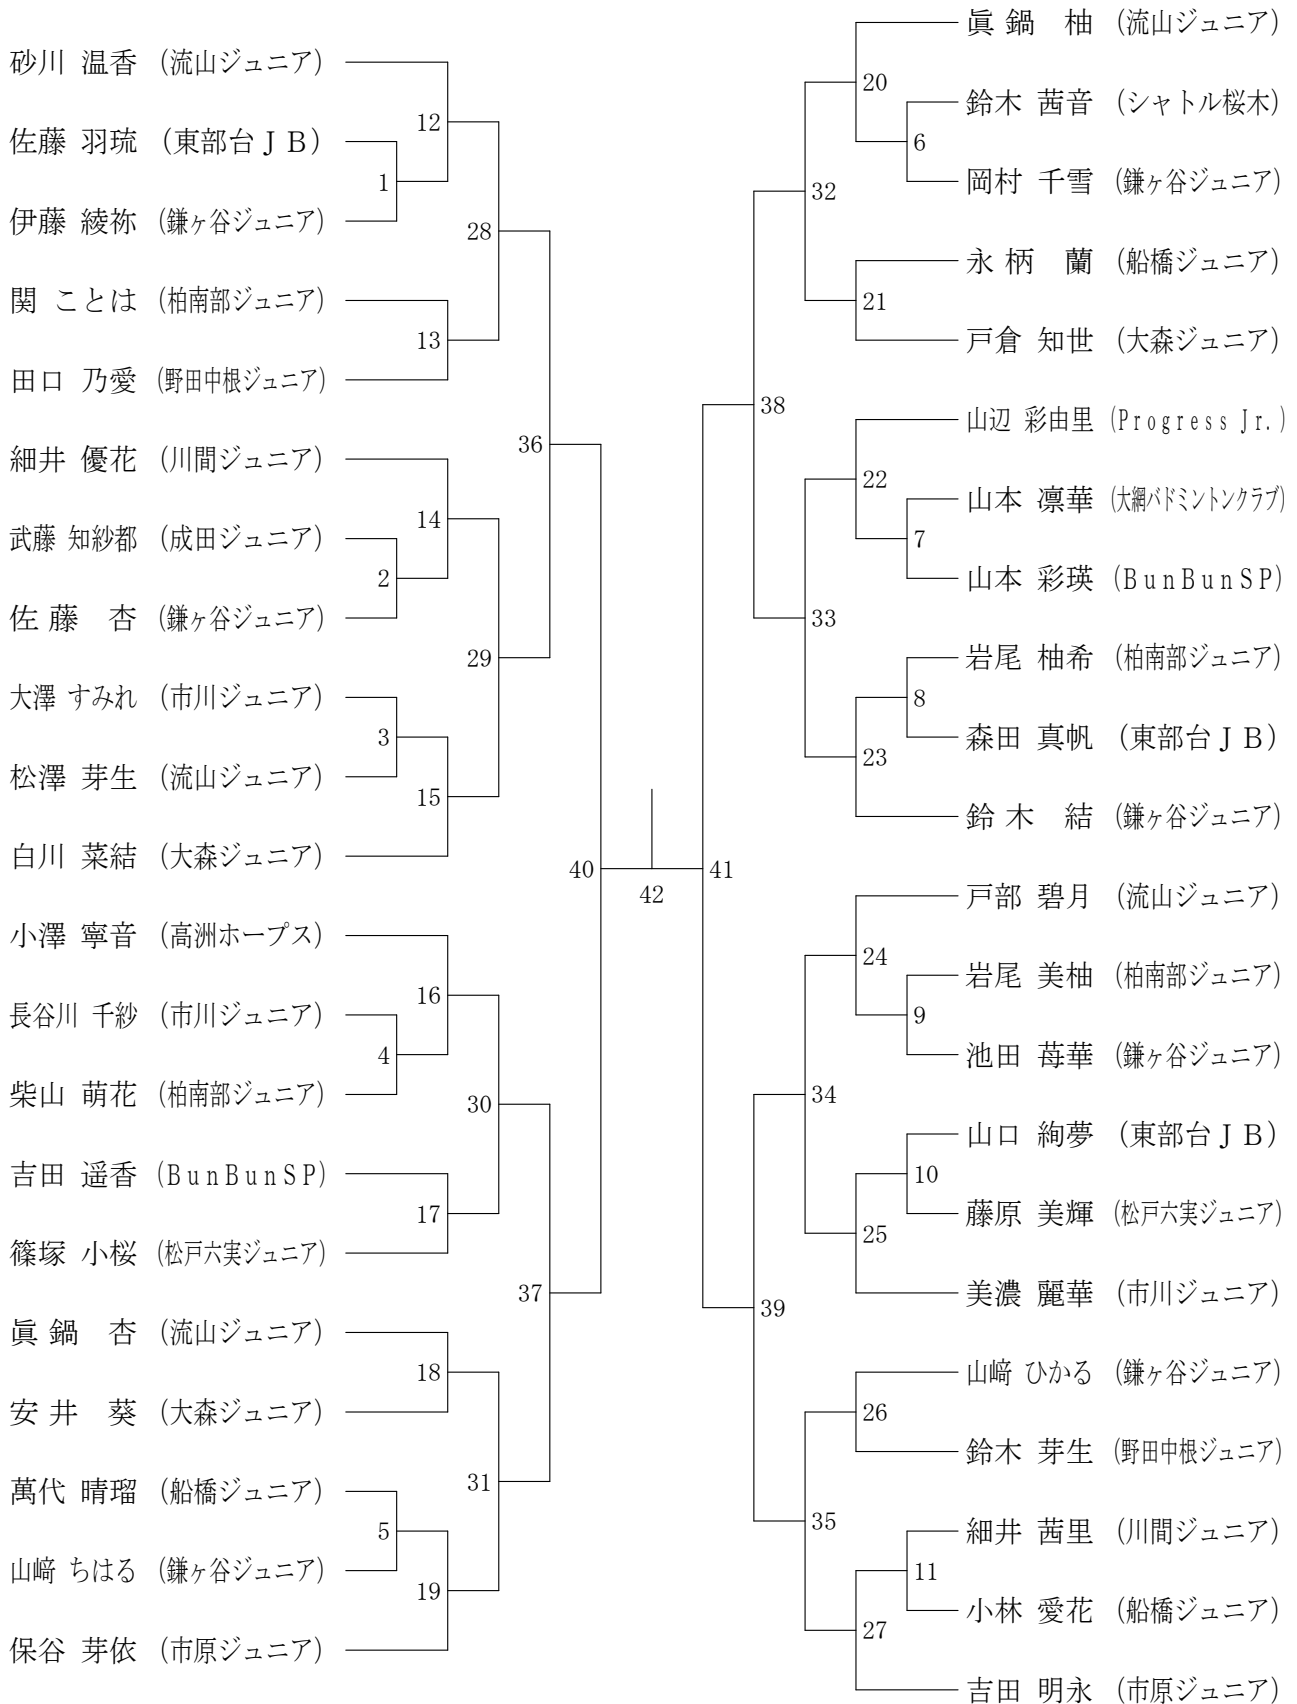 砂川 温香 (流山ジュニア)
12
佐藤 羽琉 (東部台ＪＢ)
1
伊藤 綾祢 (鎌ヶ谷ジュニア)
28
関 ことは (柏南部ジュニア)
13
田口 乃愛 (野田中根ジュニア)
36
細井 優花 (川間ジュニア)
14
武藤 知紗都 (成田ジュニア)
2
佐藤 杏 (鎌ヶ谷ジュニア)
29
大澤 すみれ (市川ジュニア)
3
松澤 芽生 (流山ジュニア)
15
白川 菜結 (大森ジュニア)
40
小澤 寧音 (高洲ホープス)
16
長谷川 千紗 (市川ジュニア)
4
柴山 萌花 (柏南部ジュニア)
30
吉田 遥香 (BunBunSP)
17
篠塚 小桜 (松戸六実ジュニア)
37
眞鍋 杏 (流山ジュニア)
18
安井 葵 (大森ジュニア)
31
萬代 晴瑠 (船橋ジュニア)
5
山﨑 ちはる (鎌ヶ谷ジュニア)
19
保谷 芽依 (市原ジュニア)
42
眞鍋 柚 (流山ジュニア)
20
鈴木 茜音 (シャトル桜木)
6
岡村 千雪 (鎌ヶ谷ジュニア)
32
永柄 蘭 (船橋ジュニア)
21
戸倉 知世 (大森ジュニア)
38
山辺 彩由里 (Progress Jr.)
22
山本 凛華 (大網バドミントンクラブ)
7
山本 彩瑛 (BunBunSP)
33
岩尾 柚希 (柏南部ジュニア)
8
森田 真帆 (東部台ＪＢ)
23
鈴木 結 (鎌ヶ谷ジュニア)
41
戸部 碧月 (流山ジュニア)
24
岩尾 美柚 (柏南部ジュニア)
9
池田 苺華 (鎌ヶ谷ジュニア)
34
山口 絢夢 (東部台ＪＢ)
10
藤原 美輝 (松戸六実ジュニア)
25
美濃 麗華 (市川ジュニア)
39
山﨑 ひかる (鎌ヶ谷ジュニア)
26
鈴木 芽生 (野田中根ジュニア)
35
細井 茜里 (川間ジュニア)
11
小林 愛花 (船橋ジュニア)
27
吉田 明永 (市原ジュニア)